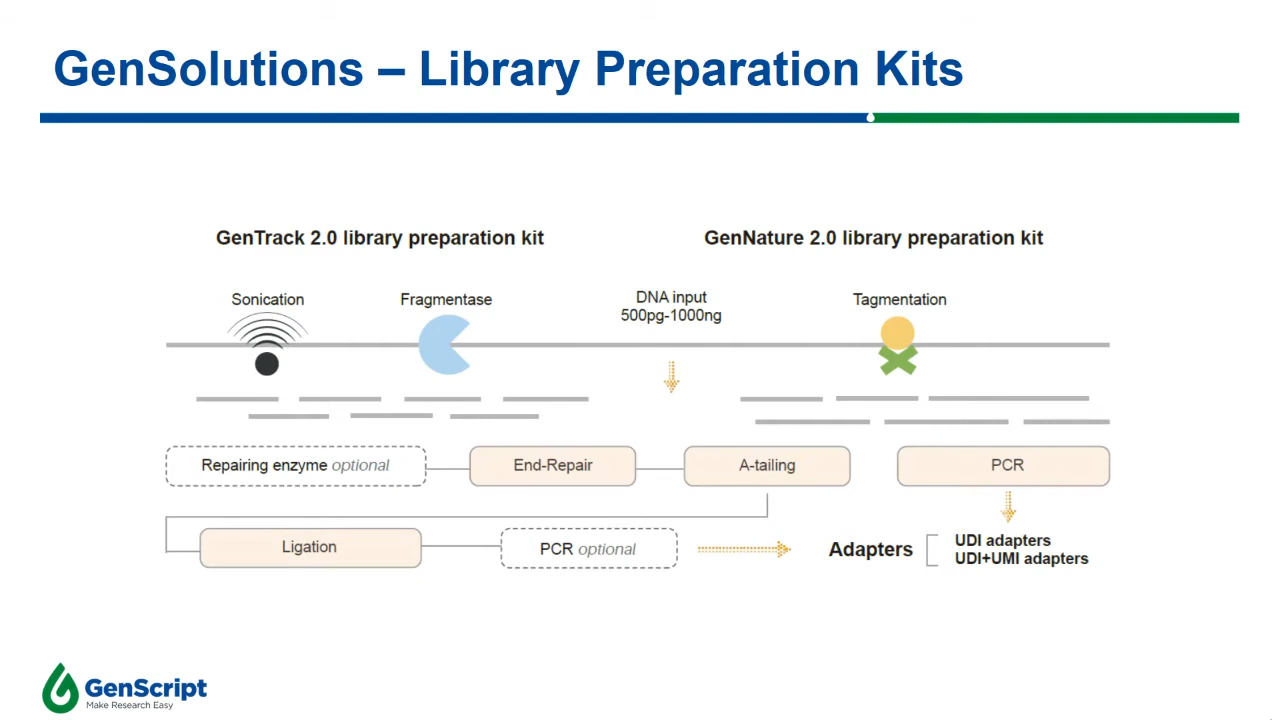 GenSolutions – Library Preparation Kits
GenTrack 2.0 library preparation kit
GenNature 2.0 library preparation kit
Sonication
Fragmentase
DNA input
500pg-1000ng
Tagmentation
Repairing enzyme optional
End-Repair
A-tailing
PCR
Ligation
PCR optional
Adapters
UDI adapters
UDI+UMI adapters
GenScript
Make Research Easy